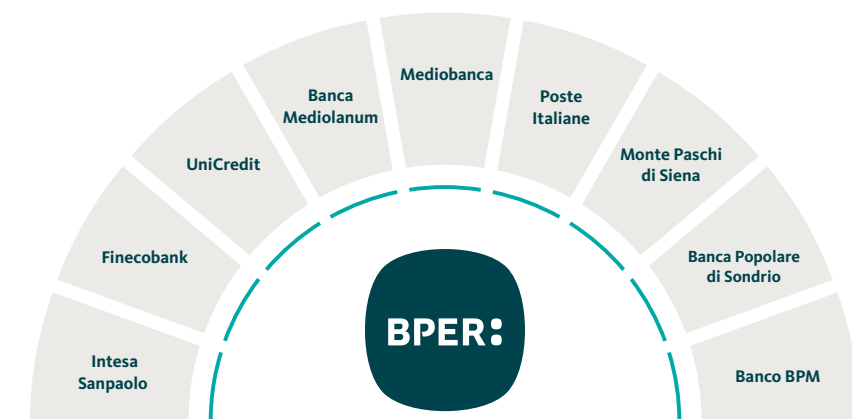 Mediobanca
Banca
Mediolanum
Poste
Italiane
UniCredit
Monte Paschi
di Siena
Finecobank
Banca Popolare
di Sondrio
BPER:
Intesa
Sanpaolo
Banco BPM